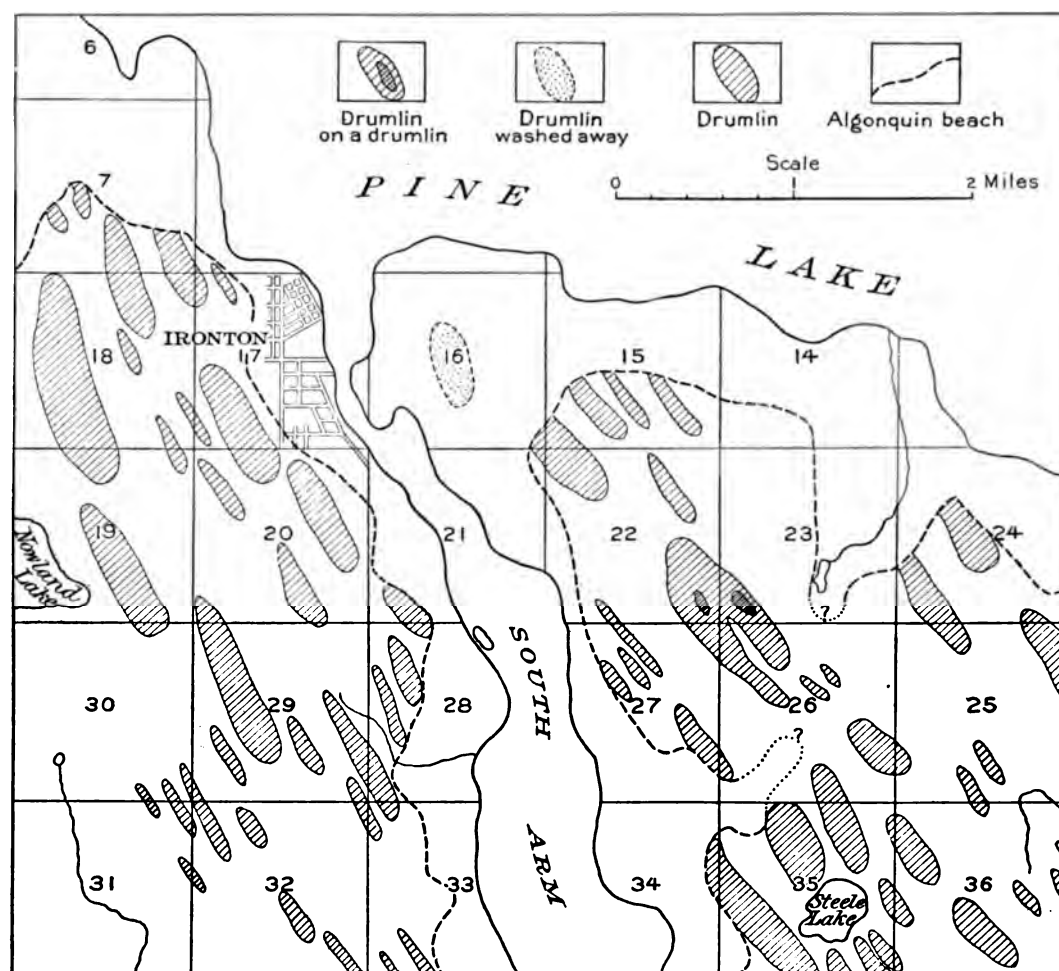 6
Drumlin
on a drumlin
Drumlin
washed away
Drumlin
Algonquin beach
Scale
0 2 Miles
PINE
LAKE
7
18
IRONTON
17
16
15
14
19
20
21
22
23
24
Nowland
Lake
?
?
?
SOUTH
ARM
30
29
28
27
26
25
?
31
32
33
34
35
36
Steele
Lake